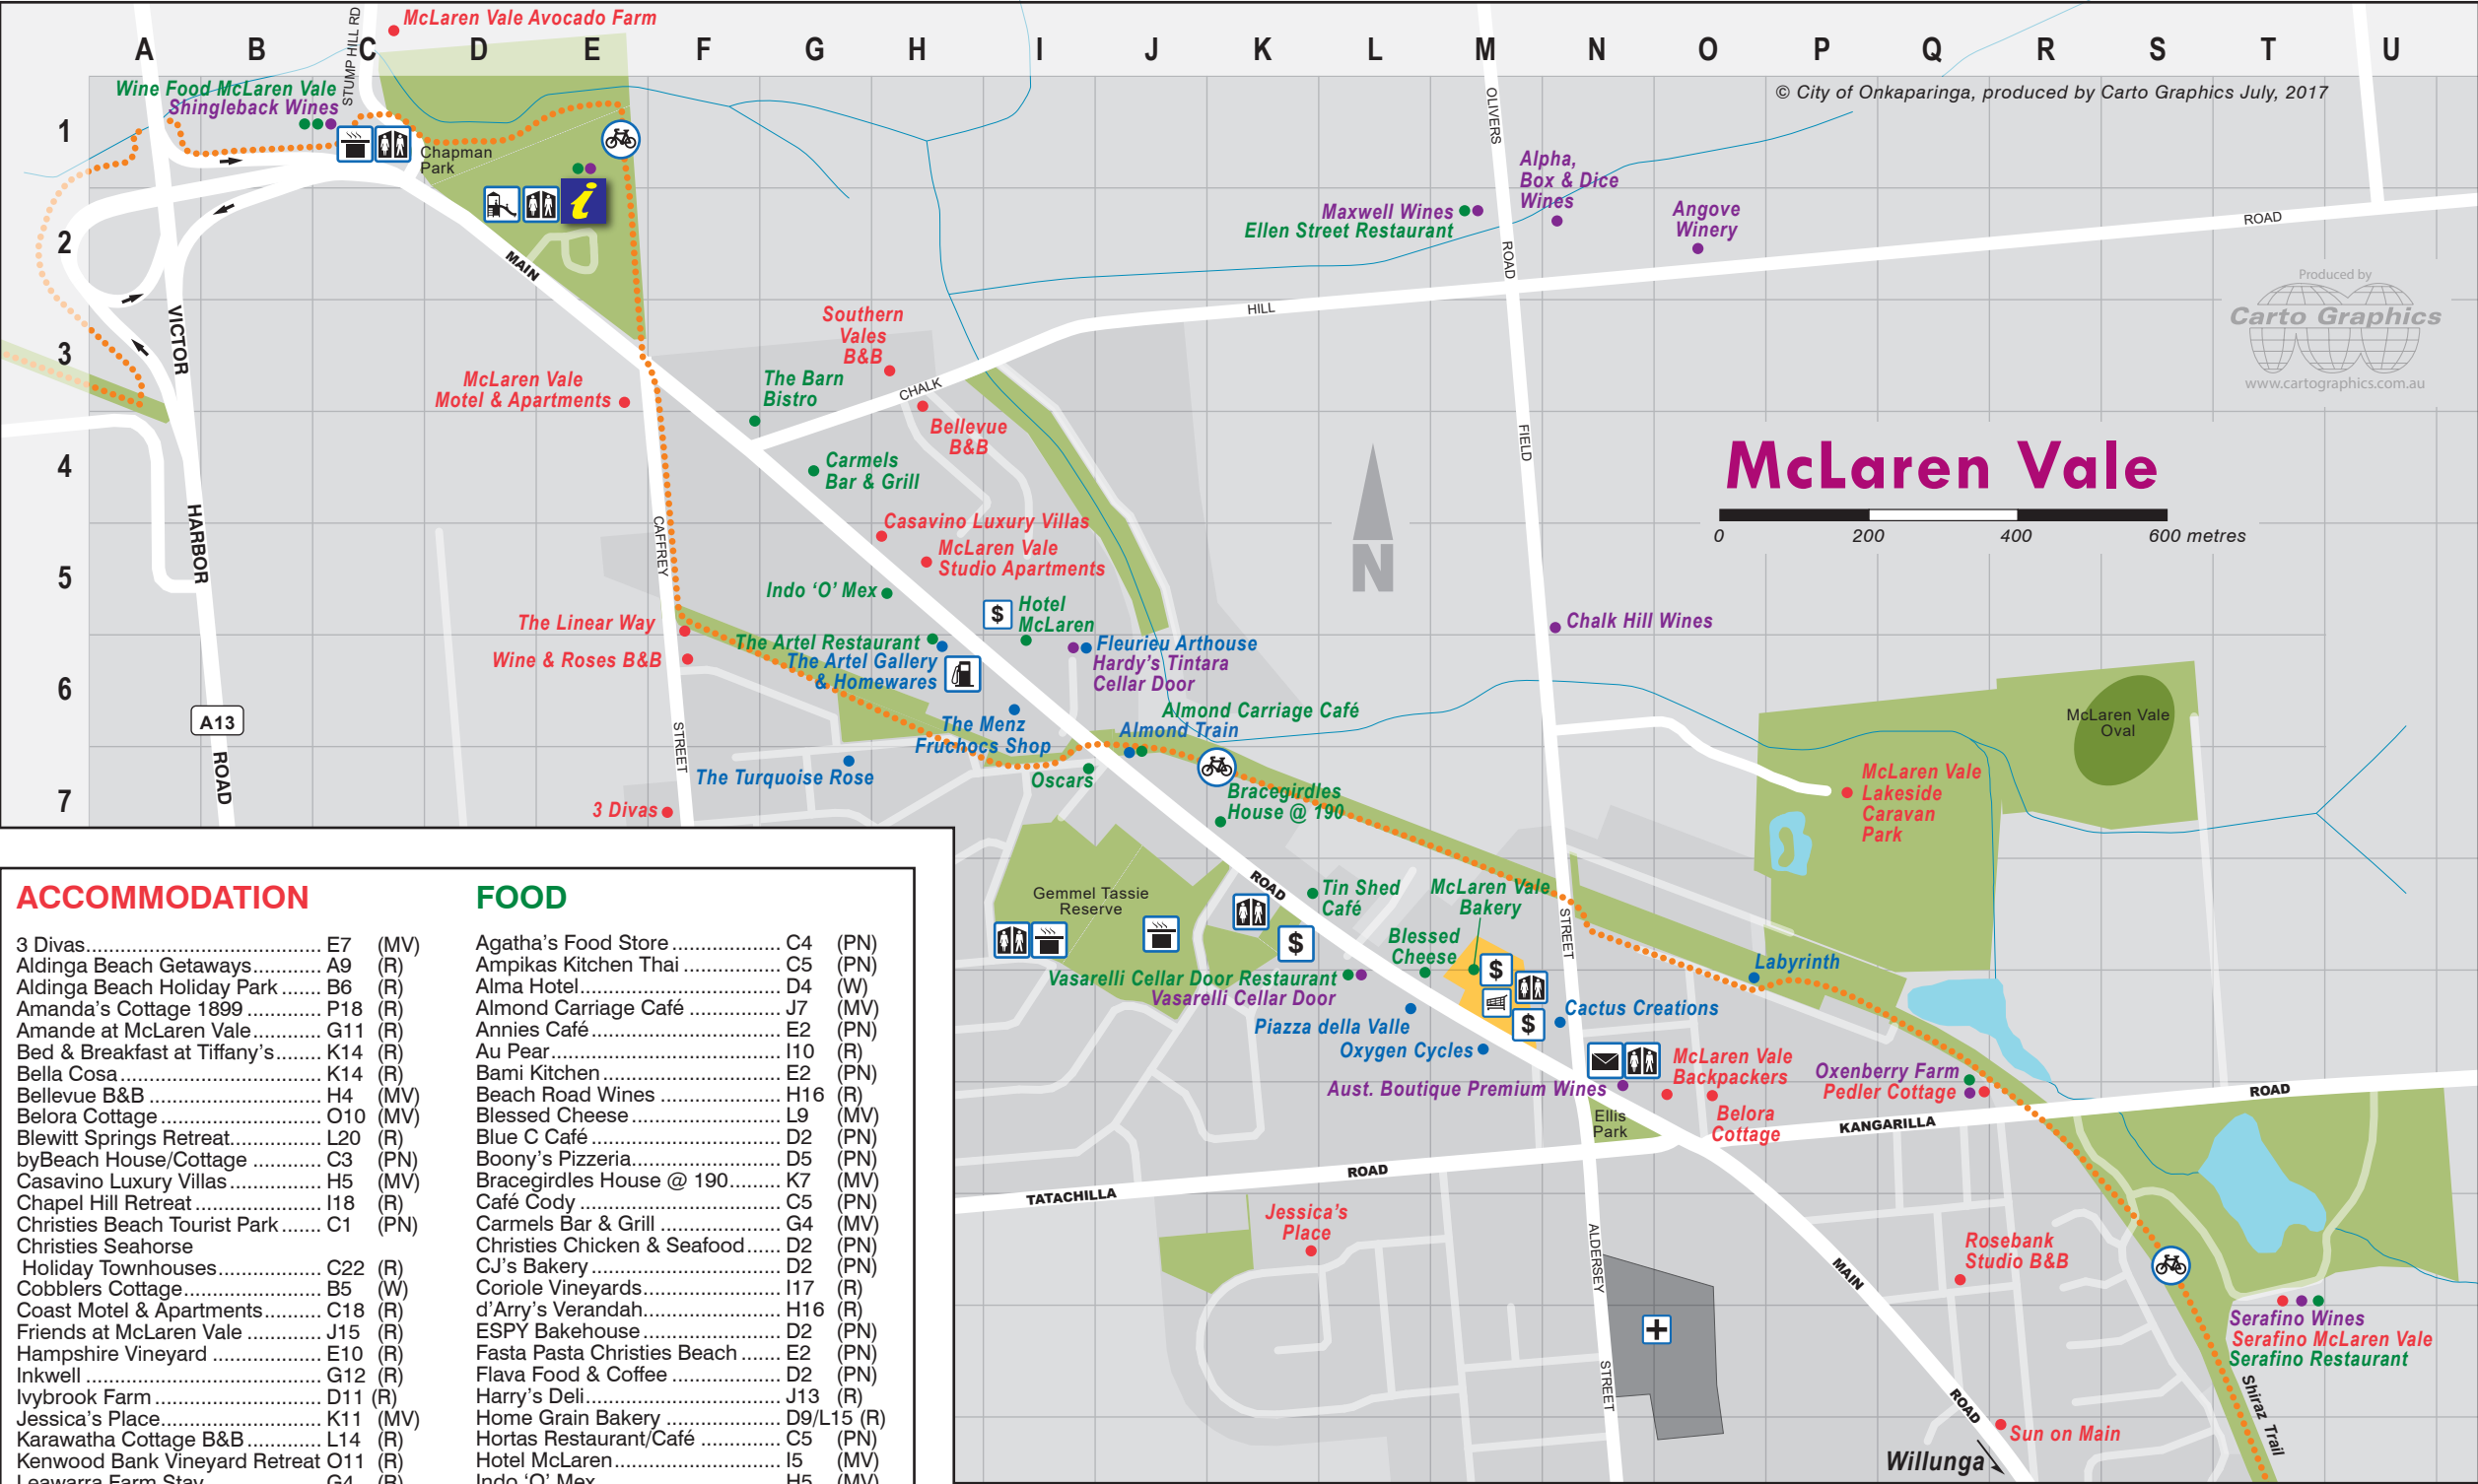 McLaren Vale Avocado Farm
STUMP HILL RD
A B C D E F G H I J K L M N O P Q R S T U
1
2
3
4
5
6
7
Wine Food McLaren Vale
Shingleback Wines
Chapman
Park
i
© City of Onkaparinga, produced by Carto Graphics July, 2017
OLIVERS
ROAD
Alpha,
Box & Dice
Wines
Maxwell Wines
Ellen Street Restaurant
Angove
Winery
ROAD
MAIN
VICTOR
HARBOR
A13
ROAD
HILL
CHALK
Produced by
Carto Graphics
www.cartographics.com.au
Southern
Vales
B&B
McLaren Vale
Motel & Apartments
The Barn
Bistro
Bellevue
B&B
Carmels
Bar & Grill
FIELD
McLaren Vale
0 200 400 600 metres
N
Casavino Luxury Villas
McLaren Vale
Studio Apartments
CAFFREY
STREET
Indo ‘O’ Mex
$
Hotel
McLaren
The Linear Way
Wine & Roses B&B
The Artel Restaurant
The Artel Gallery
& Homewares
Fleurieu Arthouse
Hardy’s Tintara
Cellar Door
Chalk Hill Wines
Almond Carriage Café
Almond Train
The Menz
Fruchocs Shop
The Turquoise Rose
Oscars
3 Divas
Bracegirdles
House @ 190
McLaren Vale
Oval
McLaren Vale
Lakeside
Caravan
Park
Gemmel Tassie
Reserve
ROAD
$
Tin Shed
Café
McLaren Vale
Bakery
Blessed
Cheese
$
$
STREET
Vasarelli Cellar Door Restaurant
Vasarelli Cellar Door
Piazza della Valle
Oxygen Cycles
Cactus Creations
Labyrinth
Aust. Boutique Premium Wines
McLaren Vale
Backpackers
Belora
Cottage
Oxenberry Farm
Pedler Cottage
Ellis
Park
KANGARILLA
ROAD
TATACHILLA
ROAD
Jessica’s
Place
ALDERSEY
STREET
MAIN
ROAD
Rosebank
Studio B&B
Serafino Wines
Serafino McLaren Vale
Serafino Restaurant
Shiraz Trail
Sun on Main
Willunga
ACCOMMODATION
3 Divas E7 (MV)
Aldinga Beach Getaways A9 (R)
Aldinga Beach Holiday Park B6 (R)
Amanda’s Cottage 1899 P18 (R)
Amande at McLaren Vale G11 (R)
Bed & Breakfast at Tiffany’s K14 (R)
Bella Cosa K14 (R)
Bellevue B&B H4 (MV)
Belora Cottage O10 (MV)
Blewitt Springs Retreat L20 (R)
byBeach House/Cottage C3 (PN)
Casavino Luxury Villas H5 (MV)
Chapel Hill Retreat I18 (R)
Christies Beach Tourist Park C1 (PN)
Christies Seahorse
Holiday Townhouses C22 (R)
Cobblers Cottage B5 (W)
Coast Motel & Apartments C18 (R)
Friends at McLaren Vale J15 (R)
Hampshire Vineyard E10 (R)
Inkwell G12 (R)
Ivybrook Farm D11 (R)
Jessica’s Place K11 (MV)
Karawatha Cottage B&B L14 (R)
Kenwood Bank Vineyard Retreat O11 (R)
Leawarra Farm Stay G4 (R)
FOOD
Agatha’s Food Store C4 (PN)
Ampikas Kitchen Thai C5 (PN)
Alma Hotel D4 (W)
Almond Carriage Café J7 (MV)
Annies Café E2 (PN)
Au Pear I10 (R)
Bami Kitchen E2 (PN)
Beach Road Wines H16 (R)
Blessed Cheese L9 (MV)
Blue C Café D2 (PN)
Boony’s Pizzeria D5 (PN)
Bracegirdles House @ 190 K7 (MV)
Café Cody C5 (PN)
Carmels Bar & Grill G4 (MV)
Christies Chicken & Seafood D2 (PN)
CJ’s Bakery D2 (PN)
Coriole Vineyards I17 (R)
d’Arry’s Verandah H16 (R)
ESPY Bakehouse D2 (PN)
Fasta Pasta Christies Beach E2 (PN)
Flava Food & Coffee D2 (PN)
Harry’s Deli J13 (R)
Home Grain Bakery D9/L15 (R)
Hortas Restaurant/Café C5 (PN)
Hotel McLaren I5 (MV)
Indo ‘O’ Mex H5 (MV)